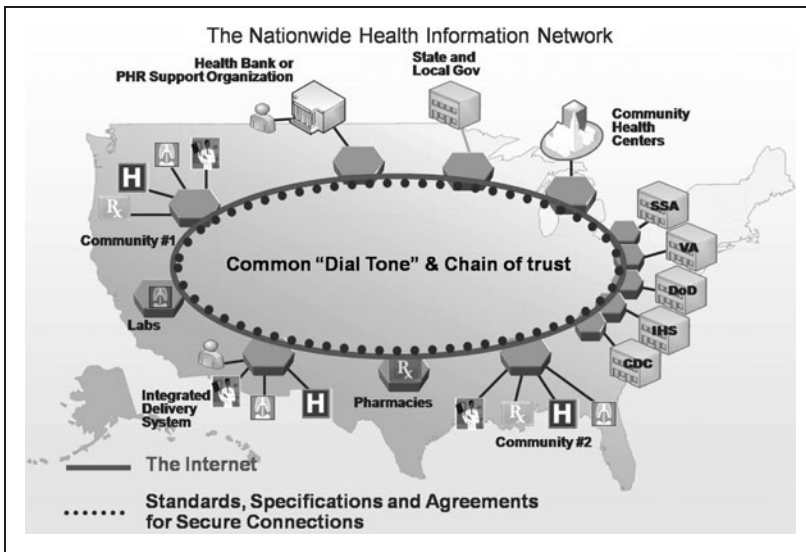 The Nationwide Health Information Network
Health Bank or
PHR Support Organization
State and
Local Gov
Community
Health
Centers
H
Rx
Community #1
SSA
VA
DoD
IHS
CDC
Common “Dial Tone” & Chain of trust
Labs
Integrated
Delivery
System
H
Rx
Pharmacies
Rx
H
Community #2
The Internet
Standards, Specifications and Agreements
for Secure Connections